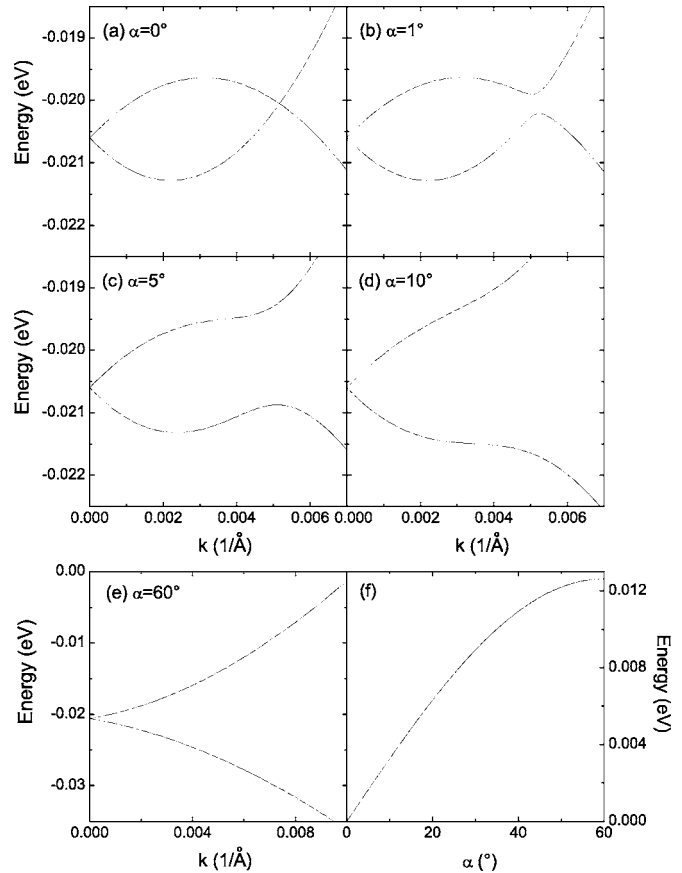 (a) α=0°
(b) α=1°
-0.019
-0.020
-0.021
-0.022
Energy (eV)
(c) α=5°
(d) α=10°
-0.019
-0.020
-0.021
-0.022
Energy (eV)
0.000 0.002 0.004 0.006 0.000 0.002 0.004 0.006
k (1/Å) k (1/Å)
(e) α=60°
(f)
0.00
-0.01
-0.02
-0.03
Energy (eV)
0.012
0.008
0.004
0.000
Energy (eV)
0.000 0.004 0.008 0 20 40 60
k (1/Å) α (°)